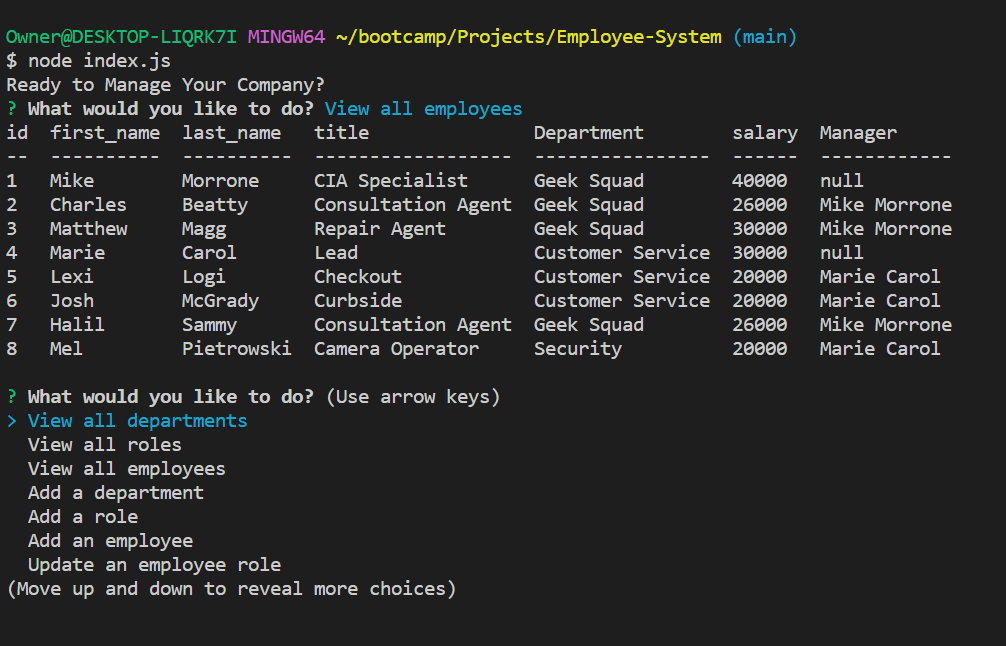 Owner@DESKTOP-LIQRK7I MINGW64 ~/bootcamp/Projects/Employee-System (main)
$ node index.js
Ready to Manage Your Company?
? What would you like to do? View all employees
id  first_name  last_name   title               Department        salary  Manager
--  ----------  ----------  ------------------  ----------------  ------  ------------
1   Mike        Morrone     CIA Specialist      Geek Squad        40000   null
2   Charles     Beatty      Consultation Agent  Geek Squad        26000   Mike Morrone
3   Matthew     Magg        Repair Agent        Geek Squad        30000   Mike Morrone
4   Marie       Carol       Lead                Customer Service  30000   null
5   Lexi        Logi        Checkout            Customer Service  20000   Marie Carol
6   Josh        McGrady     Curbside            Customer Service  20000   Marie Carol
7   Halil       Sammy       Consultation Agent  Geek Squad        26000   Mike Morrone
8   Mel         Pietrowski  Camera Operator     Security          20000   Marie Carol
? What would you like to do? (Use arrow keys)
> View all departments
  View all roles
  View all employees
  Add a department
  Add a role
  Add an employee
  Update an employee role
(Move up and down to reveal more choices)